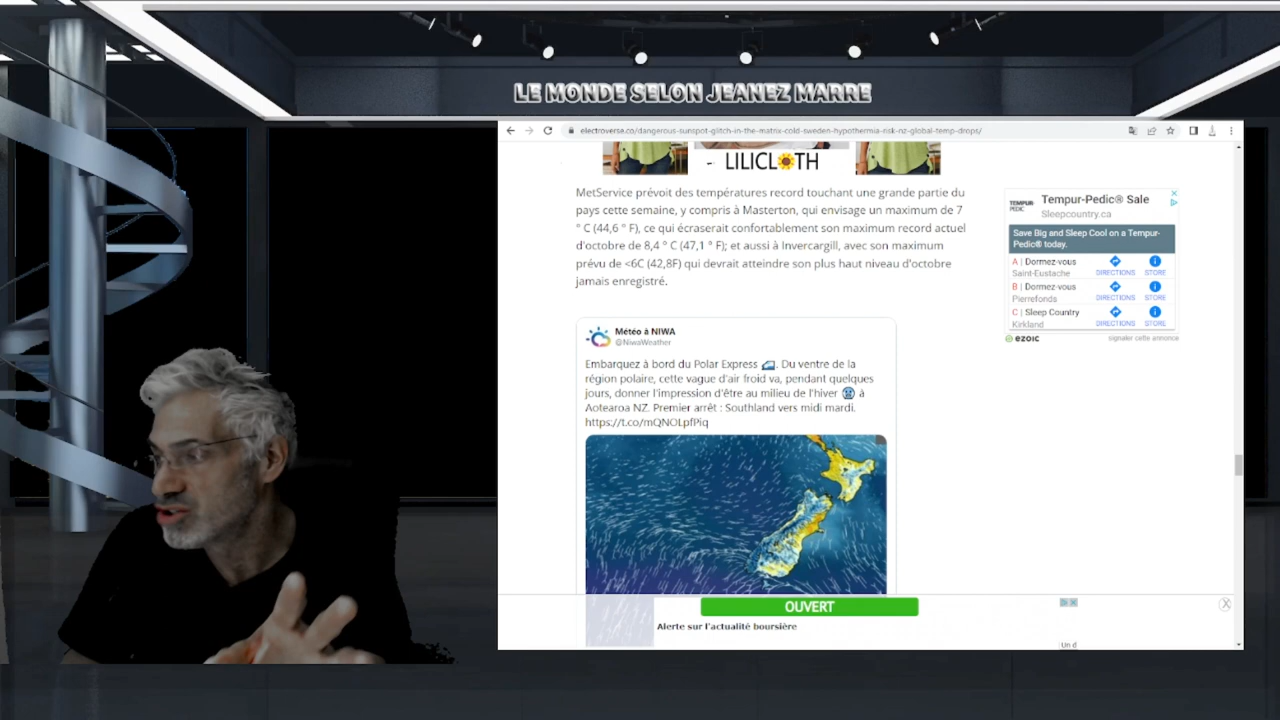 LE MONDE SELON JEANEZ MARRE
electroverse.co/dangerous-sunspot-glitch-in-the-matrix-cold-sweden-hypothermia-risk-nz-global-temp-drops/
LILICLOTH
MetService prévoit des températures record touchant une grande partie du
pays cette semaine, y compris à Masterton, qui envisage un maximum de 7
° C (44,6 ° F), ce qui écraserait confortablement son maximum record actuel
d'octobre de 8,4 ° C (47,1 ° F); et aussi à Invercargill, avec son maximum
prévu de <6C (42,8F) qui devrait atteindre son plus haut niveau d'octobre
jamais enregistré.
Météo à NIWA
@NiwaWeather
Embarquez à bord du Polar Express 🚅. Du ventre de la
région polaire, cette vague d'air froid va, pendant quelques
jours, donner l'impression d'être au milieu de l'hiver 🥶 à
Aotearoa NZ. Premier arrêt : Southland vers midi mardi.
https://t.co/mQNOLpfPiq
TEMPUR-PEDIC
Tempur-Pedic® Sale
Sleepcountry.ca
Save Big and Sleep Cool on a Tempur-
Pedic® today.
A | Dormez-vous
Saint-Eustache
DIRECTIONS
STORE
B | Dormez-vous
Pierrefonds
DIRECTIONS
STORE
C | Sleep Country
Kirkland
DIRECTIONS
STORE
ezoic
signaler cette annonce
OUVERT
Alerte sur l'actualité boursière
Un d